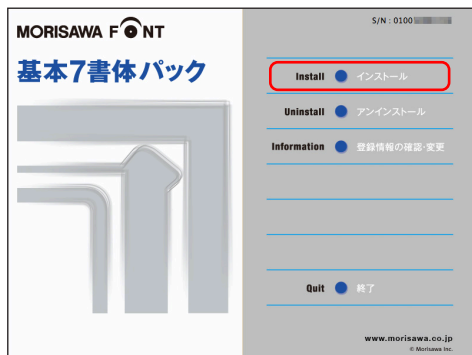 MORISAWA FONT
基本7書体パック
S/N : 0100
Install インストール
Uninstall アンインストール
Information 登録情報の確認・変更
Quit 終了
www.morisawa.co.jp
© Morisawa Inc.